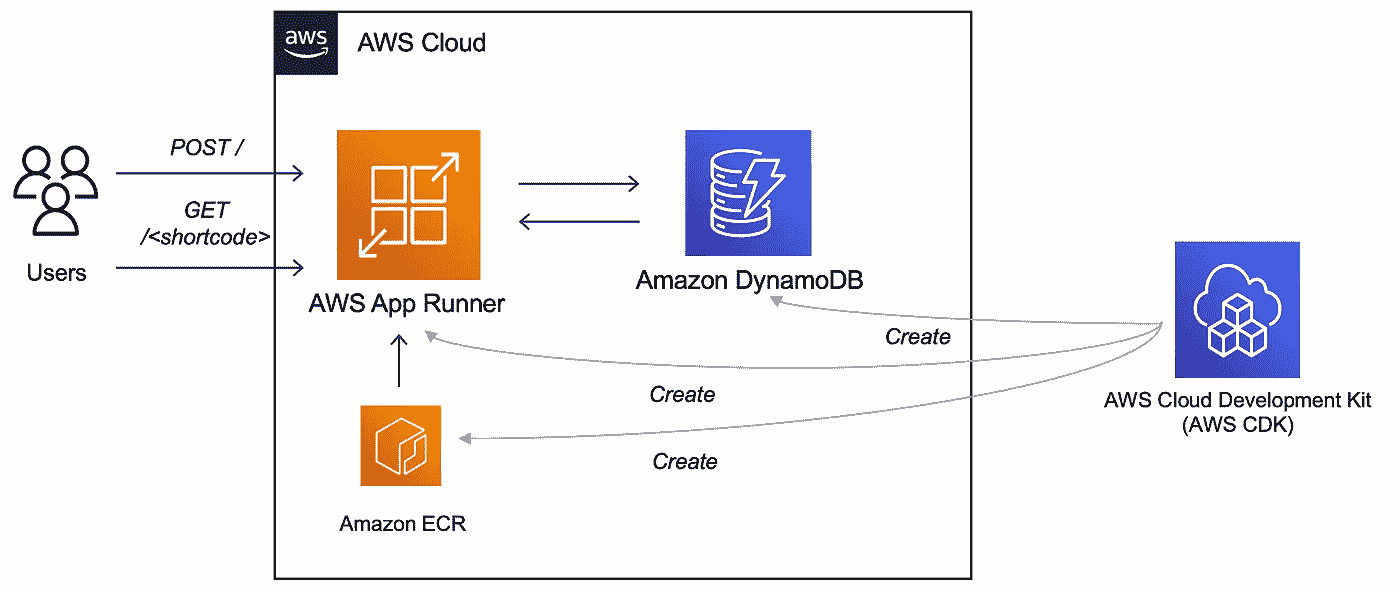 aws
AWS Cloud
POST /
GET
/<shortcode>
Users
AWS App Runner
Amazon DynamoDB
Create
Create
Create
Amazon ECR
AWS Cloud Development Kit
(AWS CDK)